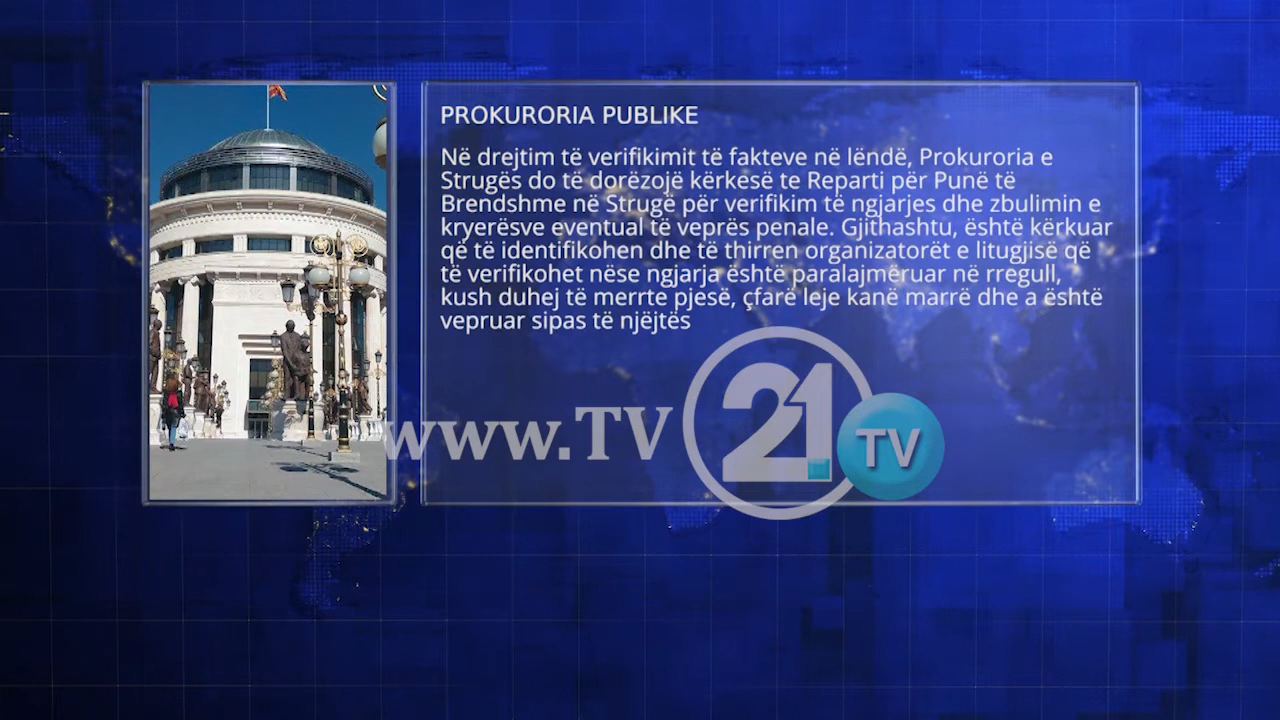 PROKURORIA PUBLIKE
Në drejtim të verifikimit të fakteve në lëndë, Prokuroria e
Strugës do të dorëzojë kërkesë te Reparti për Punë të
Brendshme në Strugë për verifikim të ngjarjes dhe zbulimin e
kryerësve eventual të veprës penale. Gjithashtu, është kërkuar
që të identifikohen dhe të thirren organizatorët e litugjisë që
të verifikohet nëse ngjarja është paralajmëruar në rregull,
kush duhej të merrte pjesë, çfarë leje kanë marrë dhe a është
vepruar sipas të njëjtës
www.TV 21 TV